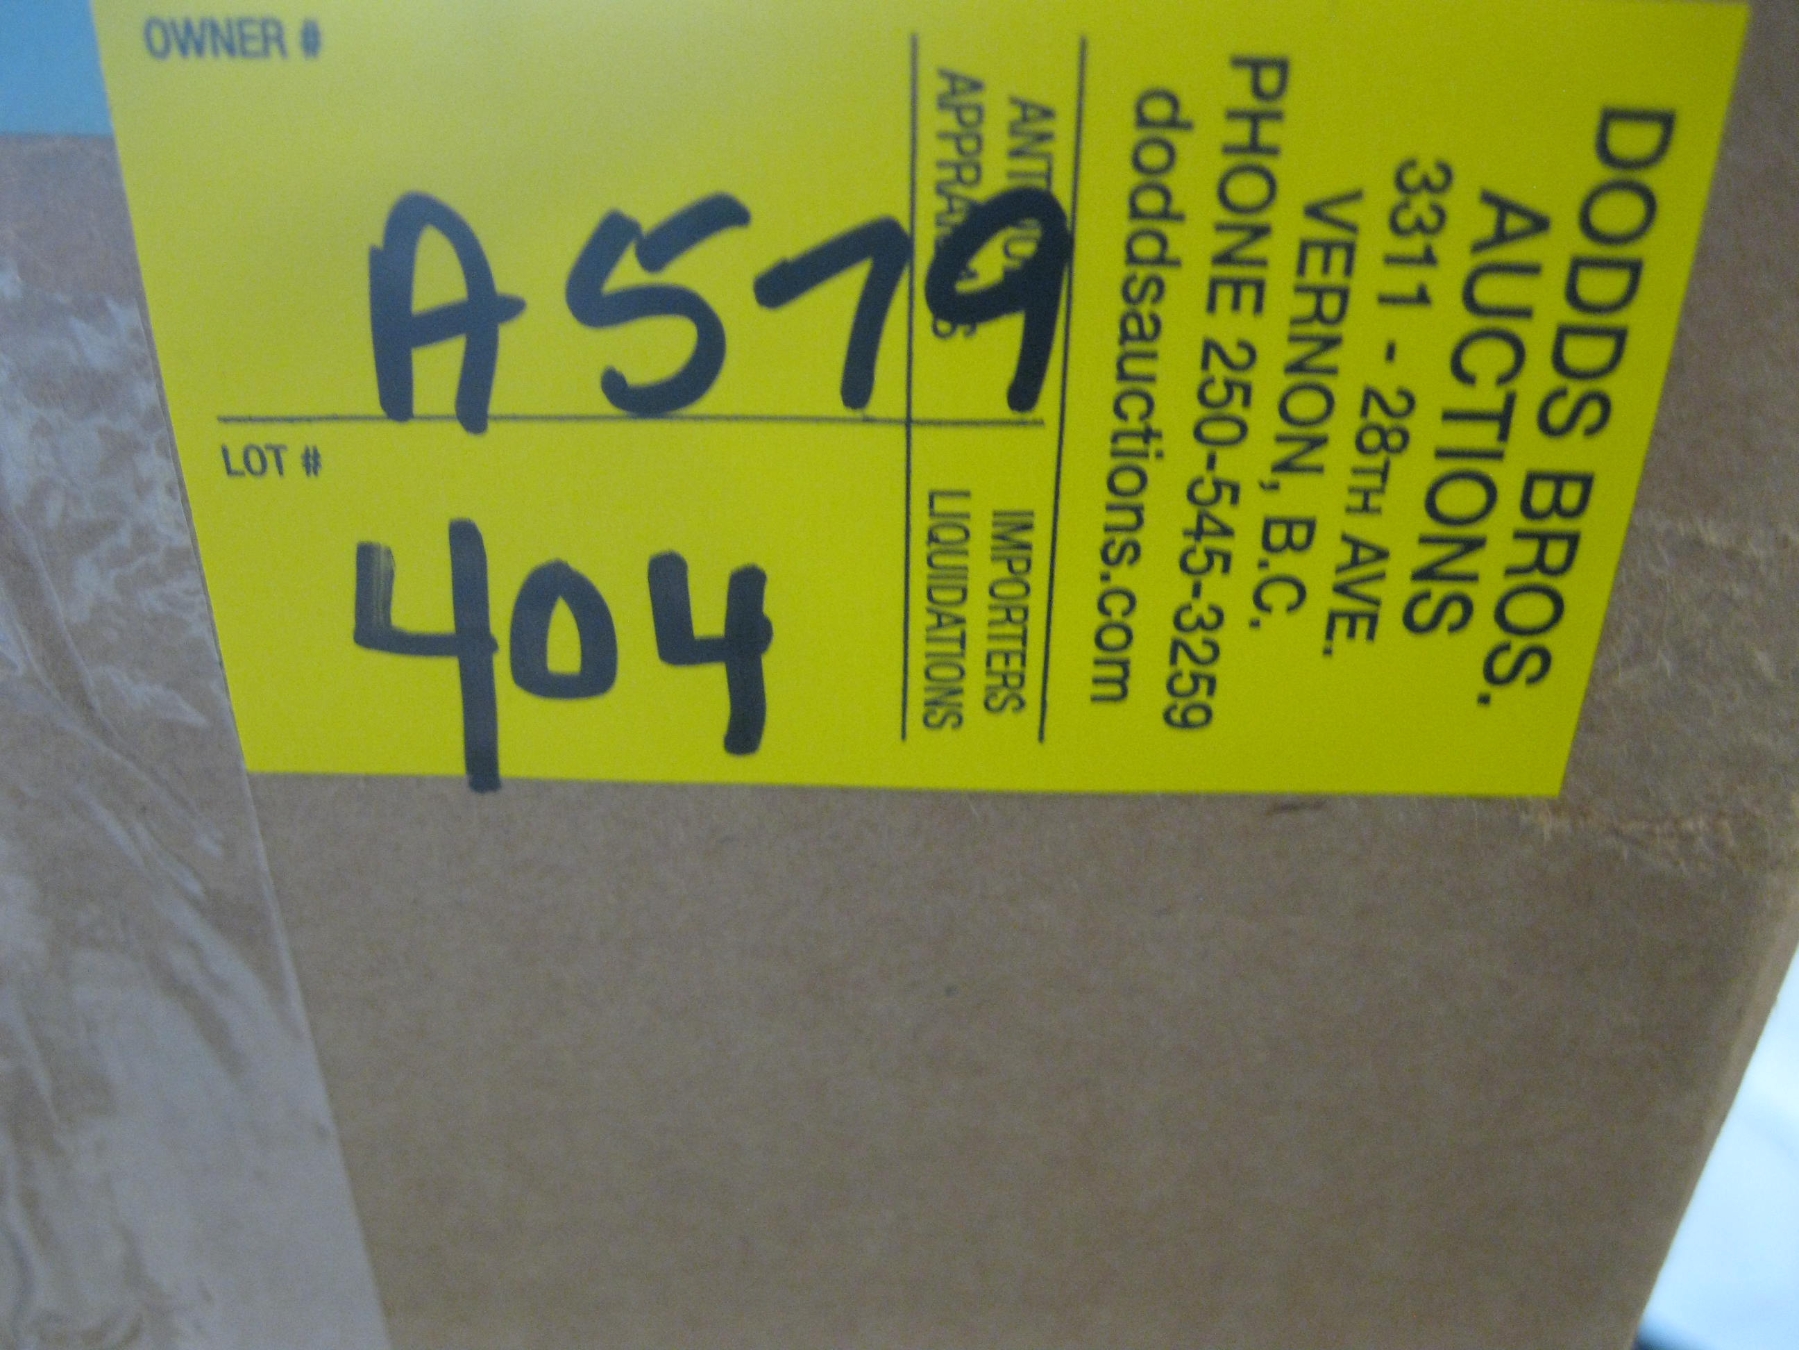 DODDS BROS.
AUCTIONS
3311 - 28TH AVE.
VERNON, B.C.
PHONE 250-545-3259
doddsauctions.com
IMPORTERS
LIQUIDATIONS
OWNER #
A579
LOT #
404